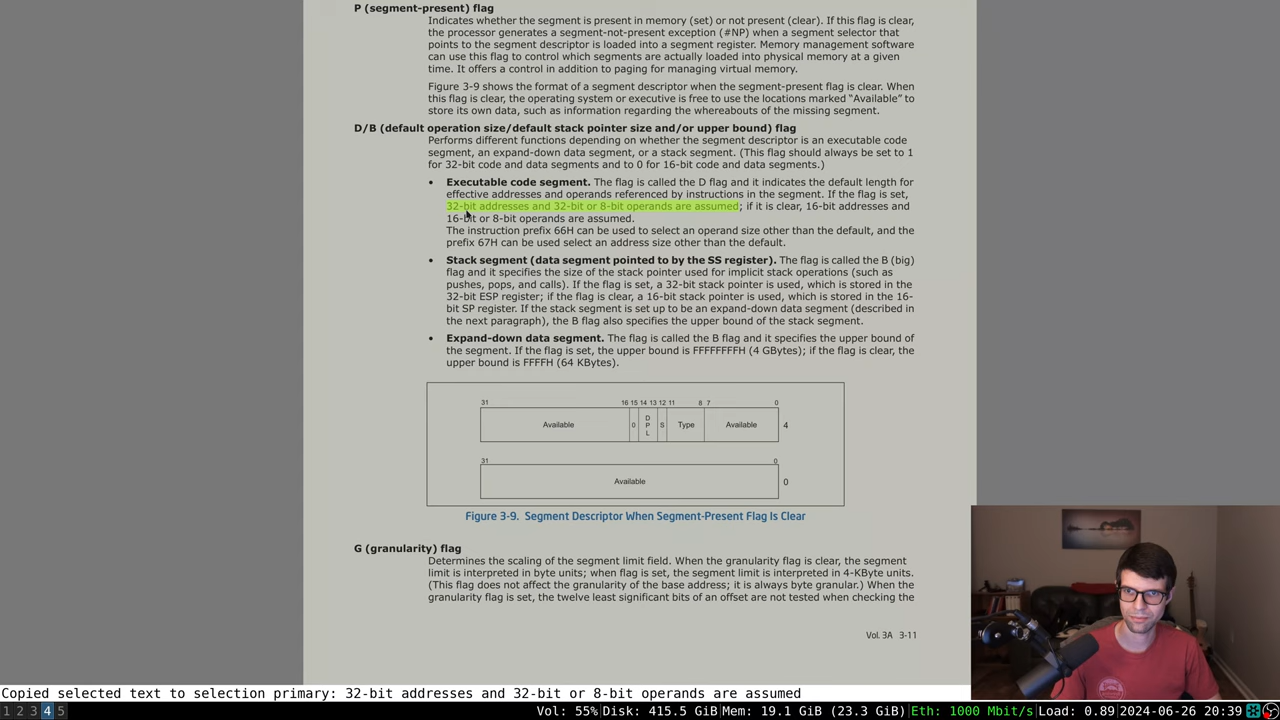 P (segment-present) flag
Indicates whether the segment is present in memory (set) or not present (clear). If this flag is clear,
the processor generates a segment-not-present exception (#NP) when a segment selector that
points to the segment descriptor is loaded into a segment register. Memory management software
can use this flag to control which segments are actually loaded into physical memory at a given
time. It offers a control in addition to paging for managing virtual memory.
Figure 3-9 shows the format of a segment descriptor when the segment-present flag is clear. When
this flag is clear, the operating system or executive is free to use the locations marked “Available” to
store its own data, such as information regarding the whereabouts of the missing segment.
D/B (default operation size/default stack pointer size and/or upper bound) flag
Performs different functions depending on whether the segment descriptor is an executable code
segment, an expand-down data segment, or a stack segment. (This flag should always be set to 1
for 32-bit code and data segments and to 0 for 16-bit code and data segments.)
• Executable code segment. The flag is called the D flag and it indicates the default length for
effective addresses and operands referenced by instructions in the segment. If the flag is set,
32-bit addresses and 32-bit or 8-bit operands are assumed; if it is clear, 16-bit addresses and
16-bit or 8-bit operands are assumed.
The instruction prefix 66H can be used to select an operand size other than the default, and the
prefix 67H can be used select an address size other than the default.
• Stack segment (data segment pointed to by the SS register). The flag is called the B (big)
flag and it specifies the size of the stack pointer used for implicit stack operations (such as
pushes, pops, and calls). If the flag is set, a 32-bit stack pointer is used, which is stored in the
32-bit ESP register; if the flag is clear, a 16-bit stack pointer is used, which is stored in the 16-
bit SP register. If the stack segment is set up to be an expand-down data segment (described in
the next paragraph), the B flag also specifies the upper bound of the stack segment.
• Expand-down data segment. The flag is called the B flag and it specifies the upper bound of
the segment. If the flag is set, the upper bound is FFFFFFFFH (4 GBytes); if the flag is clear, the
upper bound is FFFFH (64 KBytes).
31 16 15 14 13 12 11 8 7 0
Available 0 DPL S Type Available 4
31 0
Available 0
Figure 3-9. Segment Descriptor When Segment-Present Flag Is Clear
G (granularity) flag
Determines the scaling of the segment limit field. When the granularity flag is clear, the segment
limit is interpreted in byte units; when flag is set, the segment limit is interpreted in 4-KByte units.
(This flag does not affect the granularity of the base address; it is always byte granular.) When the
granularity flag is set, the twelve least significant bits of an offset are not tested when checking the
Vol. 3A 3-11
Copied selected text to selection primary: 32-bit addresses and 32-bit or 8-bit operands are assumed
1 2 3 4 5 Vol: 55% Disk: 415.5 GiB Mem: 19.1 GiB (23.3 GiB) Eth: 1000 Mbit/s Load: 0.89 2024-06-26 20:39